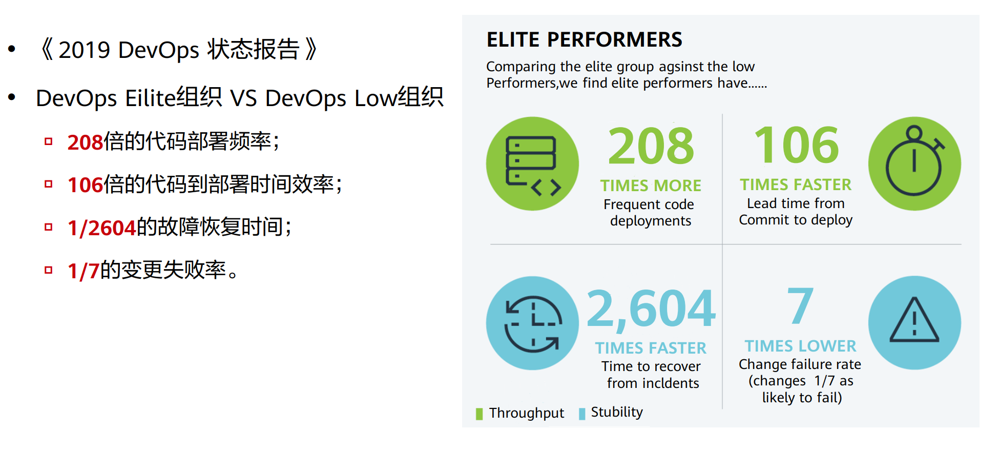 • 《2019 DevOps 状态报告》
• DevOps Eilite组织 VS DevOps Low组织
208倍的代码部署频率；
106倍的代码到部署时间效率；
1/2604的故障恢复时间；
1/7的变更失败率。
ELITE PERFORMERS
Comparing the elite group agsinst the low
Performers,we find elite performers have......
208
TIMES MORE
Frequent code
deployments
106
TIMES FASTER
Lead time from
Commit to deploy
2,604
TIMES FASTER
Time to recover
from incldents
7
TIMES LOWER
Change failure rate
(changes 1/7 as
likely to fail)
Throughput
Stubility